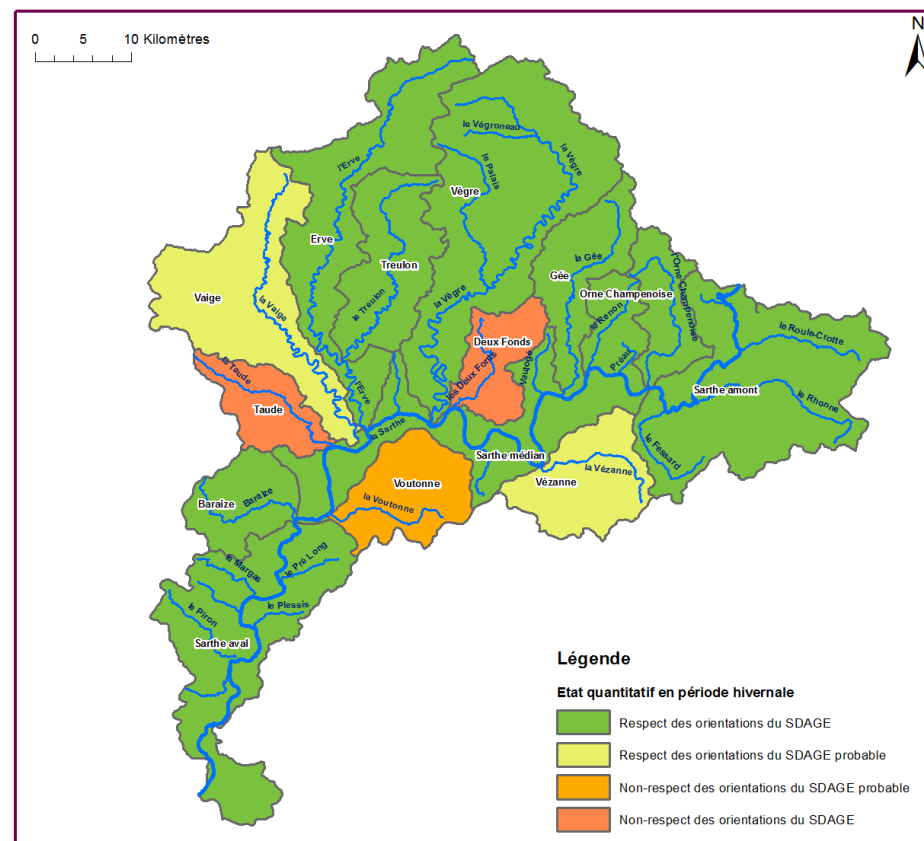 N
0 5 10 Kilomètres
le Végroneau
la Vègre
l'Erve
le Palais
Vègre
Erve
Treulon
la Gée
Gée
l'Orne Champenoise
Orne Champenoise
Vaige
la Vaige
le Treulon
la Vègre
le Renon
le Roule-Crotte
Deux Fonds
Préau
Vautogé
les Deux Fonds
la Taude
l'Erve
Sarthe amont
le Rhonne
Taude
la Sarthe
le Fessard
Sarthe médian
la Vézanne
Vézanne
Voutonne
Baraize
Baraize
la Voutonne
le Pré Long
le Margas
le Plessis
le Piron
Sarthe aval
Légende
Etat quantitatif en période hivernale
Respect des orientations du SDAGE
Respect des orientations du SDAGE probable
Non-respect des orientations du SDAGE probable
Non-respect des orientations du SDAGE